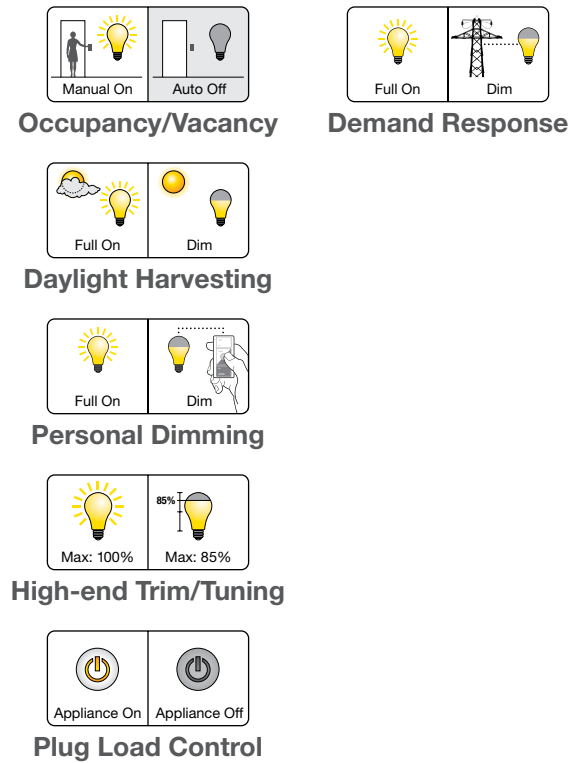 Manual On
Auto Off
Occupancy/Vacancy
Full On
Dim
Demand Response
Full On
Dim
Daylight Harvesting
Full On
Dim
Personal Dimming
85%
Max: 100%
Max: 85%
High-end Trim/Tuning
Appliance On
Appliance Off
Plug Load Control